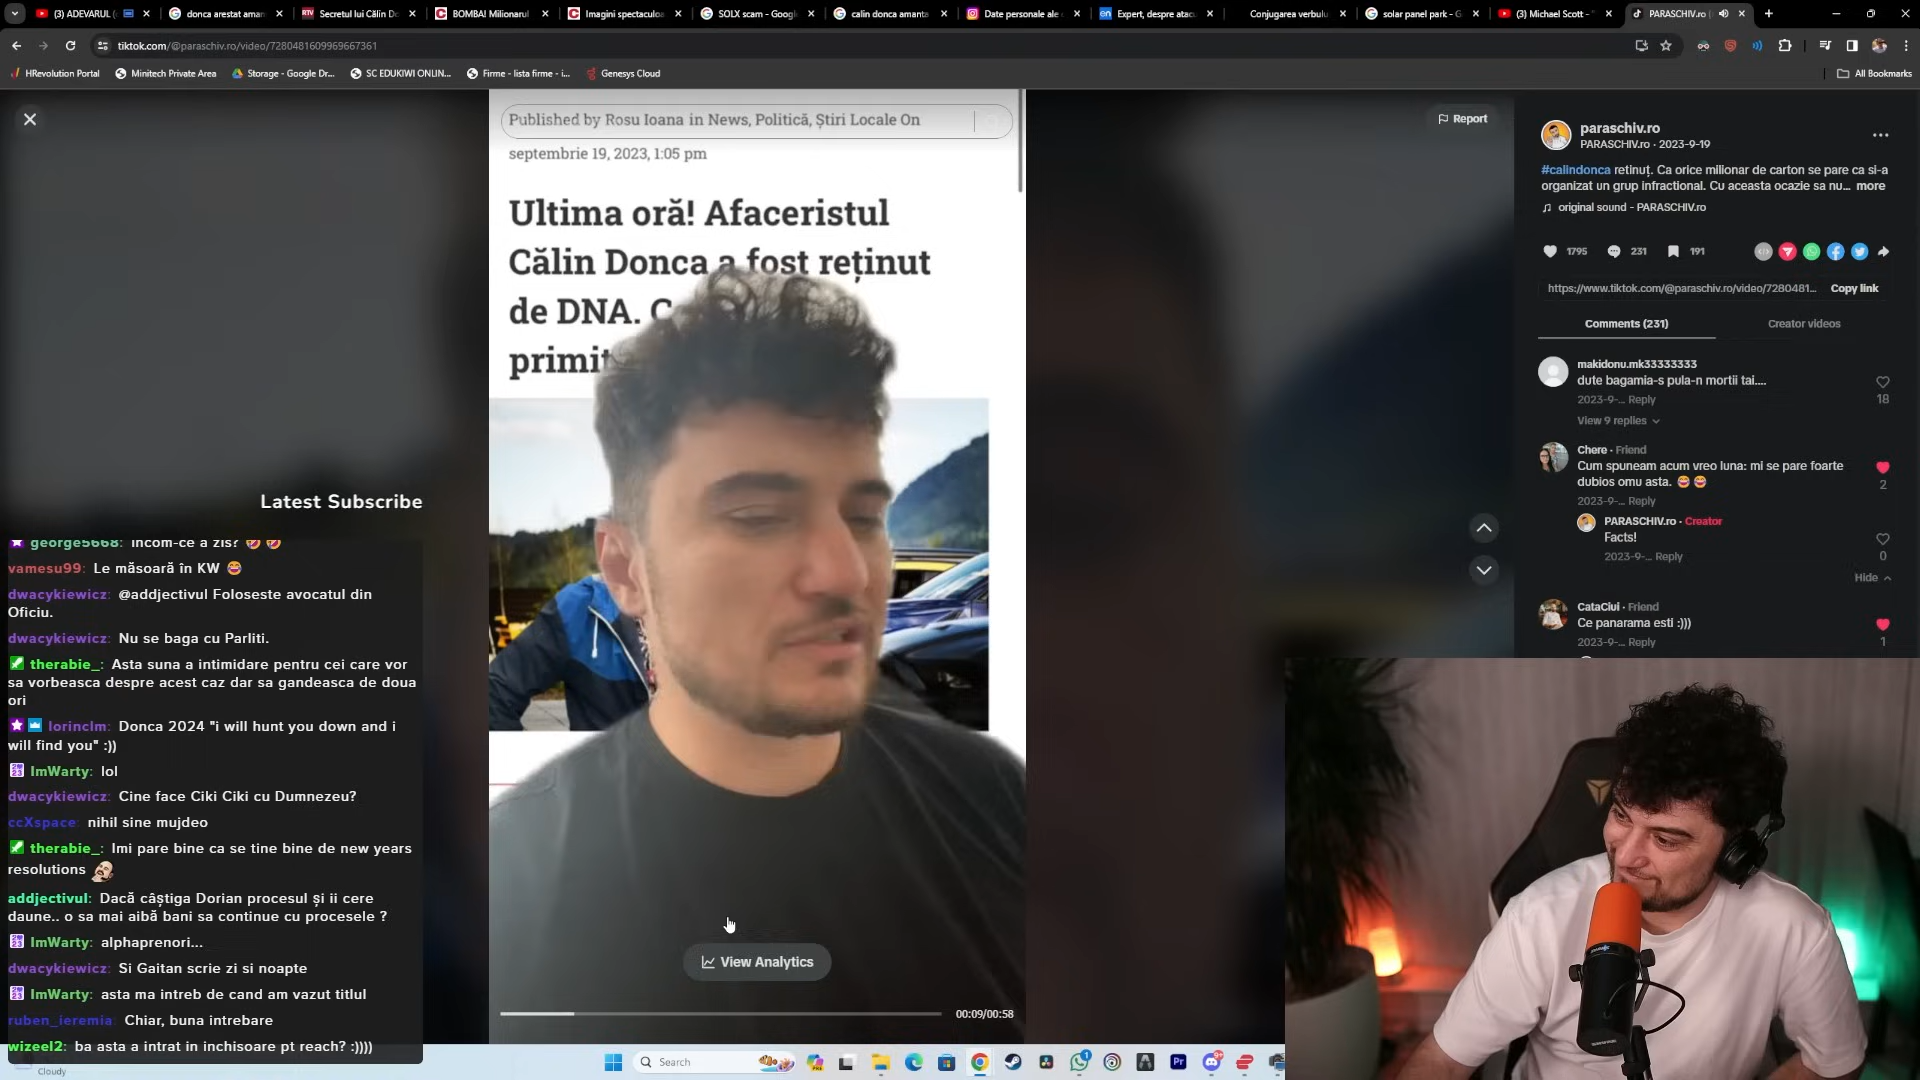 (3) ADEVARUL (
donca arestat aman
Secretul lui Călin Do
BOMBA! Milionarul
Imagini spectaculoa
SOLX scam - Google
calin donca amanta
Date personale ale
Expert, despre atac
Conjugarea verbului
solar panel park - G
(3) Michael Scott -
PARASCHIV.ro (
tiktok.com/@paraschiv.ro/video/7280481609969667361
HRevolution Portal
Minitech Private Area
Storage - Google Dr...
SC EDUKIWI ONLIN...
Firme - lista firme - i...
Genesys Cloud
All Bookmarks
Published by Rosu Ioana in News, Politică, Știri Locale On
septembrie 19, 2023, 1:05 pm
Ultima oră! Afaceristul
Călin Donca a fost reținut
de DNA. C
primit
View Analytics
00:09/00:58
Report
paraschiv.ro
PARASCHIV.ro · 2023-9-19
#calindonca retinuț. Ca orice milionar de carton se pare ca si-a
organizat un grup infractional. Cu aceasta ocazie sa nu... more
original sound - PARASCHIV.ro
1795
231
191
https://www.tiktok.com/@paraschiv.ro/video/7280481...
Copy link
Comments (231)
Creator videos
makidonu.mk33333333
dute bagamia-s pula-n mortii tai....
2023-9-... Reply
18
View 9 replies
Chere · Friend
Cum spuneam acum vreo luna: mi se pare foarte
dubios omu asta.
2
2023-9-... Reply
PARASCHIV.ro · Creator
Facts!
2023-9-... Reply
0
Hide
CataCiui · Friend
Ce panarama esti :)))
2023-9-... Reply
1
Latest Subscribe
george5668: incom-ce a zis?
vamesu99: Le măsoară în KW
dwacykiewicz: @addjectivul Foloseste avocatul din
Oficiu.
dwacykiewicz: Nu se baga cu Parliti.
therabie_: Asta suna a intimidare pentru cei care vor
sa vorbeasca despre acest caz dar sa gandeasca de doua
ori
lorinclm: Donca 2024 "i will hunt you down and i
will find you" :))
ImWarty: lol
dwacykiewicz: Cine face Ciki Ciki cu Dumnezeu?
ccXspace: nihil sine mujdeo
therabie_: Imi pare bine ca se tine bine de new years
resolutions
addjectivul: Dacă câștiga Dorian procesul și ii cere
daune.. o sa mai aibă bani sa continue cu procesele ?
ImWarty: alphaprenori...
dwacykiewicz: Si Gaitan scrie zi si noapte
ImWarty: asta ma intreb de cand am vazut titlul
ruben_ieremia: Chiar, buna intrebare
wizeel2: ba asta a intrat in inchisoare pt reach? :))))
Cloudy
Search